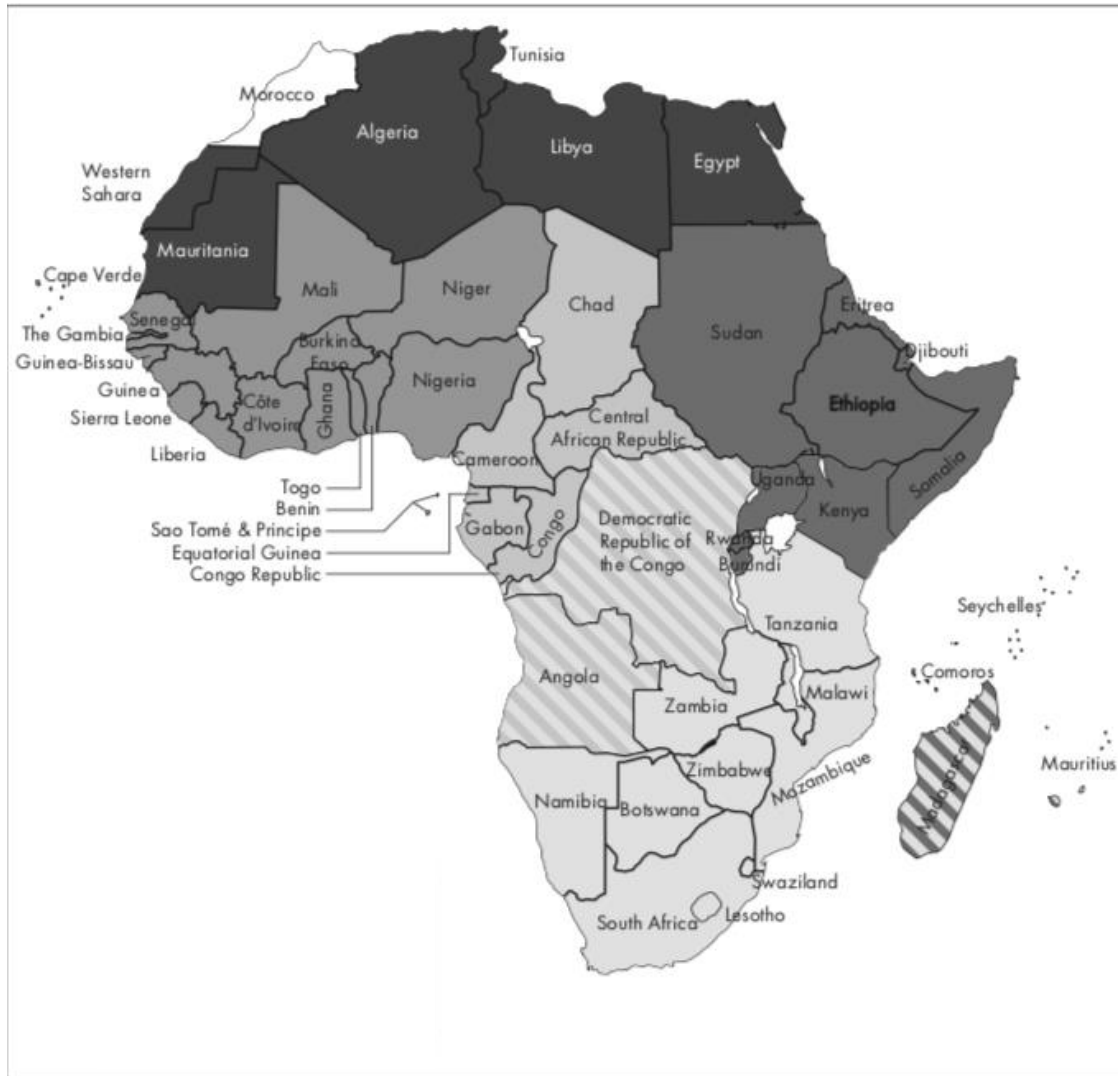 Tunisia
Morocco
Algeria
Libya
Egypt
Western
Sahara
Mauritania
Cape Verde
Mali
Niger
Chad
Sudan
Eritrea
Senegal
The Gambia
Burkina
Faso
Djibouti
Guinea-Bissau
Nigeria
Guinea
Côte
d'Ivoire
Ghana
Ethiopia
Sierra Leone
Central
African Republic
Liberia
Cameroon
Somalia
Togo
Uganda
Benin
Kenya
Sao Tomé & Principe
Gabon
Congo
Democratic
Republic of
the Congo
Rwanda
Equatorial Guinea
Burundi
Congo Republic
Seychelles
Tanzania
Comoros
Angola
Malawi
Zambia
Mauritius
Zimbabwe
Mazambique
Madagascar
Namibia
Botswana
Swaziland
South Africa
Lesotho